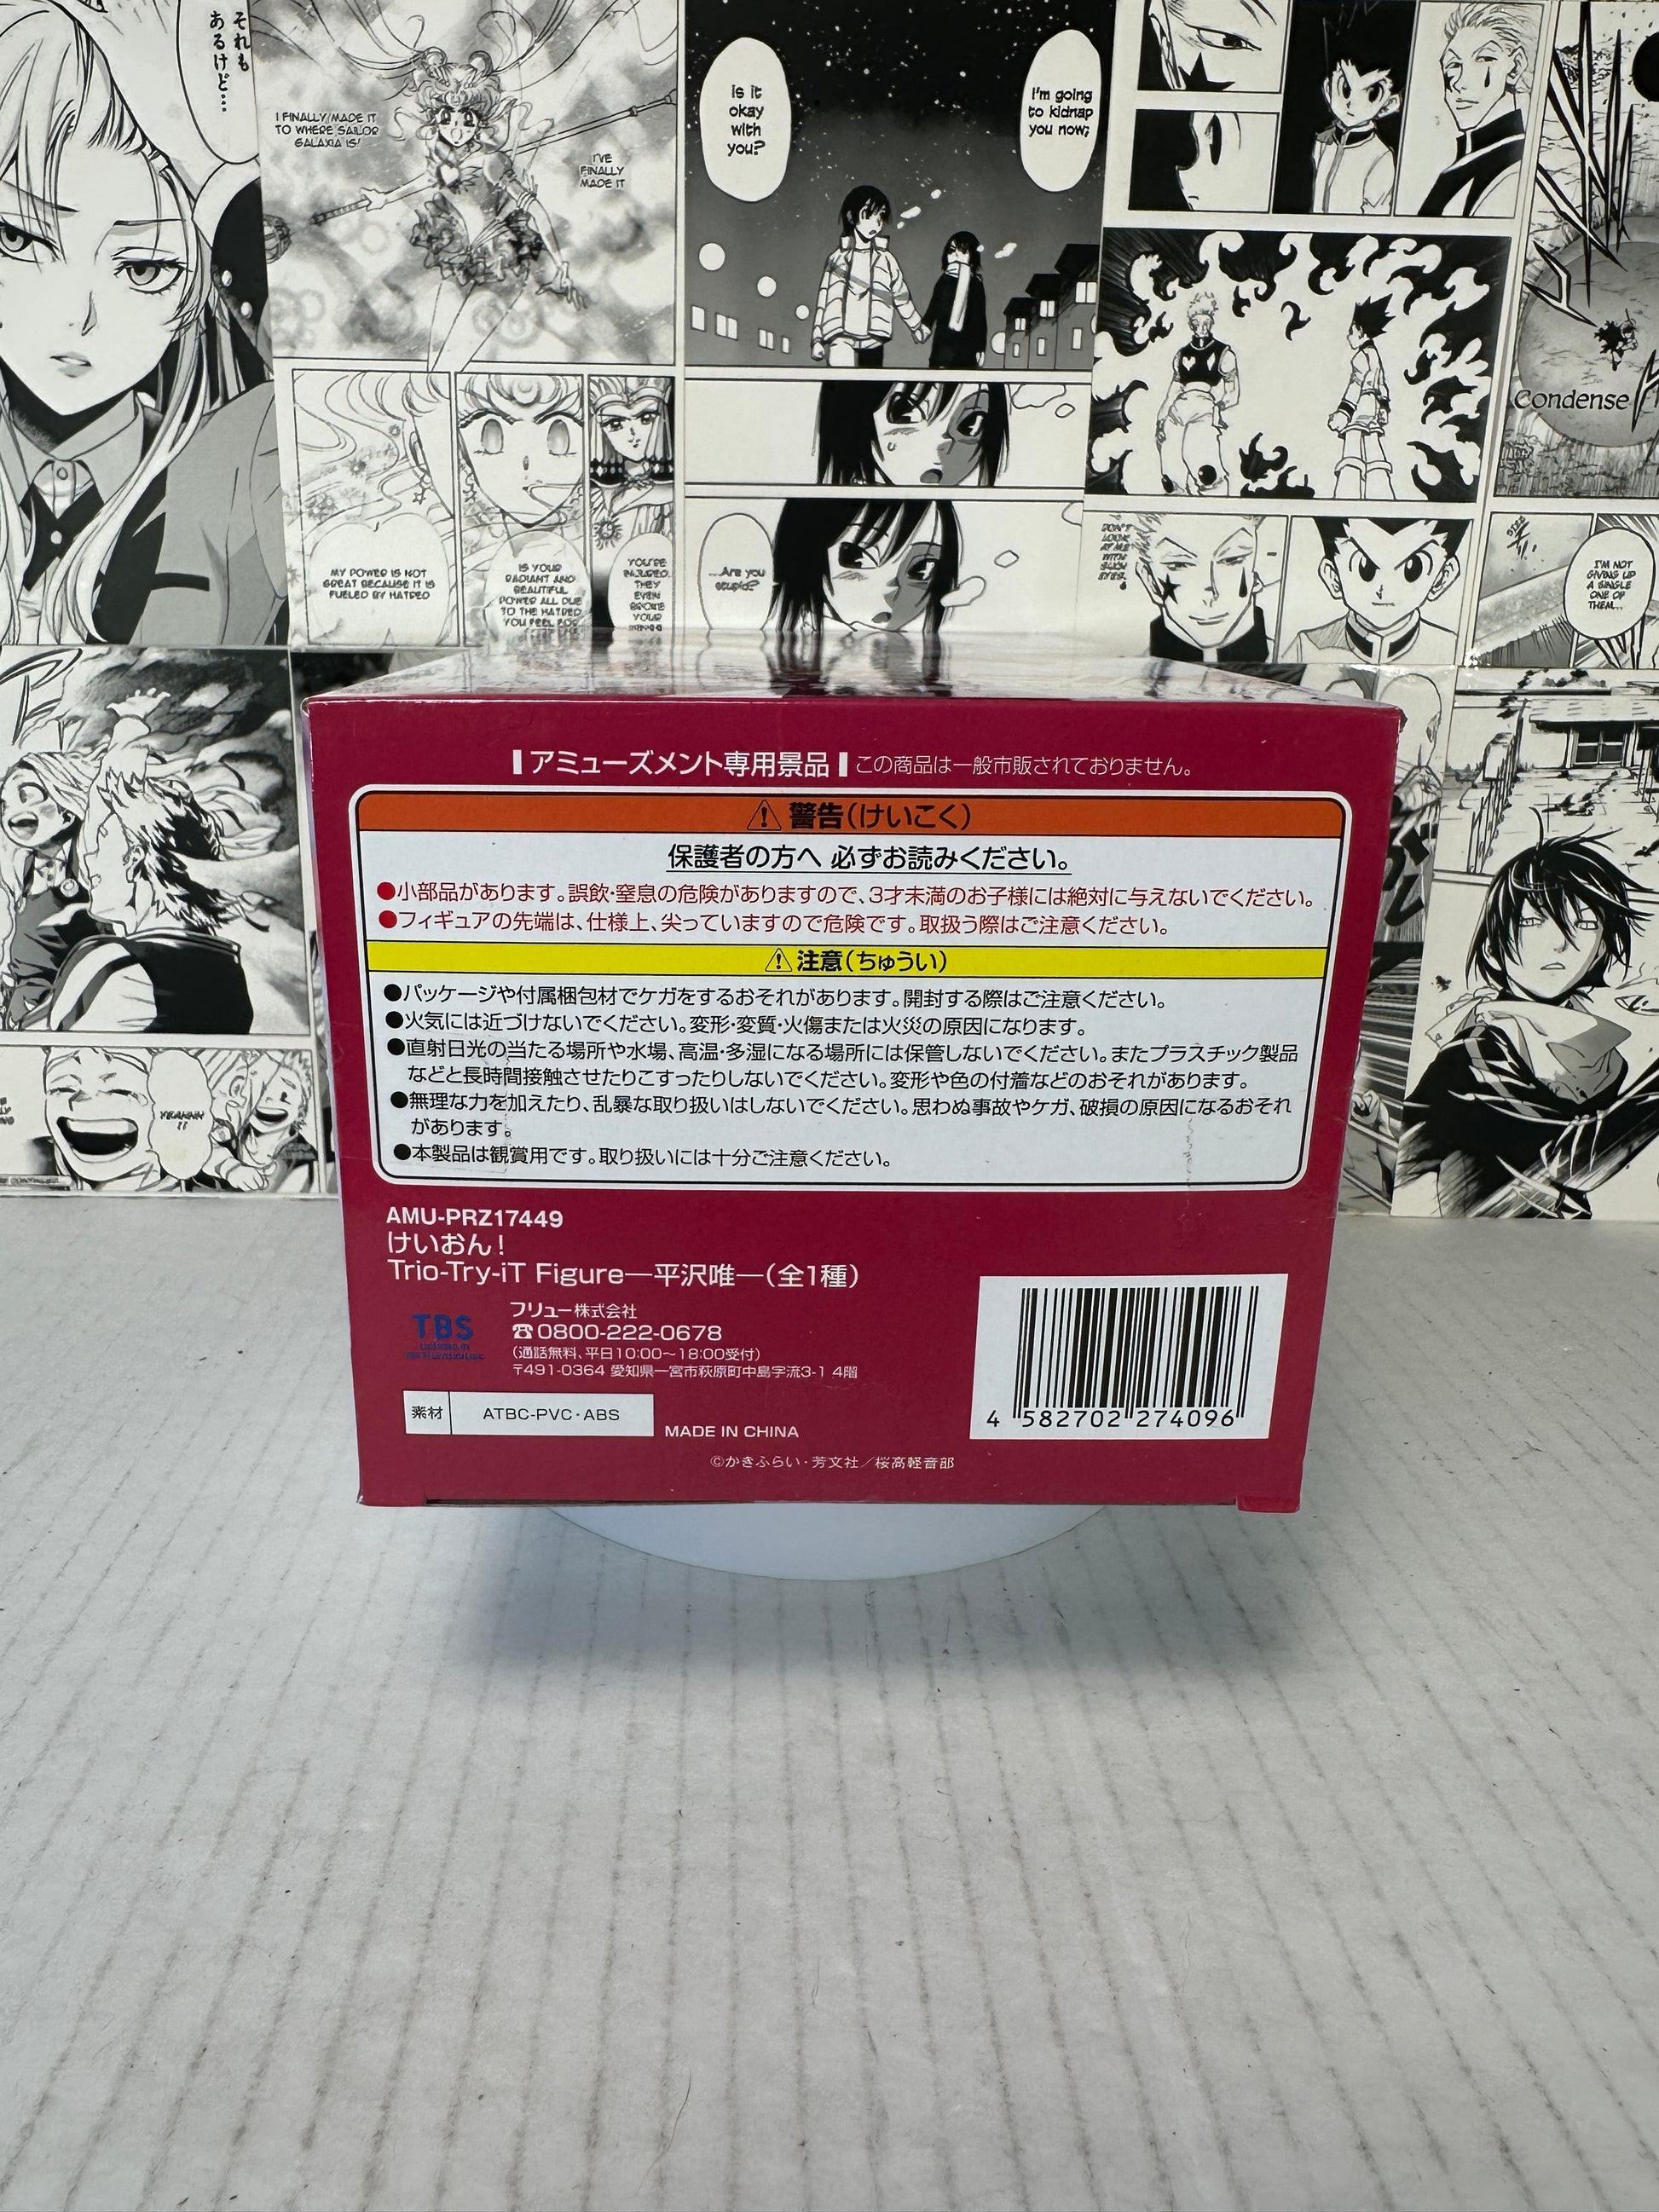 それも
あるけど…
I FINALLY MADE IT
TO WHERE SAILOR
GALAXIA IS!
I'VE
FINALLY
MADE IT
is it
okay
with
you?
I'm going
to kidnap
you now;
Condense
MY POWER IS NOT
GREAT BECAUSE IT IS
FUELED BY HATRED
IS YOUR
RADIANT AND
BEAUTIFUL
POWER ALL DUE
TO THE HATRED
YOU FEEL FOR
YOU'RE
INJURED.
THEY
EVEN
BROKE
YOUR
...Are you
stupid?
DON'T
LOOK
AT ME
WITH
SUCH
EYES.
I'M NOT
GIVING UP
A SINGLE
ONE OF
THEM...
YEAHHH
!!
アミューズメント専用景品 この商品は一般市販されておりません。
警告(けいこく)
保護者の方へ 必ずお読みください。
●小部品があります。誤飲・窒息の危険がありますので、3才未満のお子様には絶対に与えないでください。
●フィギュアの先端は、仕様上、尖っていますので危険です。取扱う際はご注意ください。
注意(ちゅうい)
●パッケージや付属梱包材でケガをするおそれがあります。開封する際はご注意ください。
●火気には近づけないでください。変形・変質・火傷または火災の原因になります。
●直射日光の当たる場所や水場、高温・多湿になる場所には保管しないでください。またプラスチック製品
などと長時間接触させたりこすったりしないでください。変形や色の付着などのおそれがあります。
●無理な力を加えたり、乱暴な取り扱いはしないでください。思わぬ事故やケガ、破損の原因になるおそれ
があります。
●本製品は観賞用です。取り扱いには十分ご注意ください。
AMU-PRZ17449
けいおん!
Trio-Try-iT Figure―平沢唯―(全1種)
TBS
フリュー株式会社
☎0800-222-0678
(通話無料、平日10:00〜18:00受付)
〒491-0364 愛知県一宮市萩原町中島字流3-1 4階
素材 ATBC-PVC・ABS
MADE IN CHINA
4 582702 274096
©かきふらい・芳文社/桜高軽音部